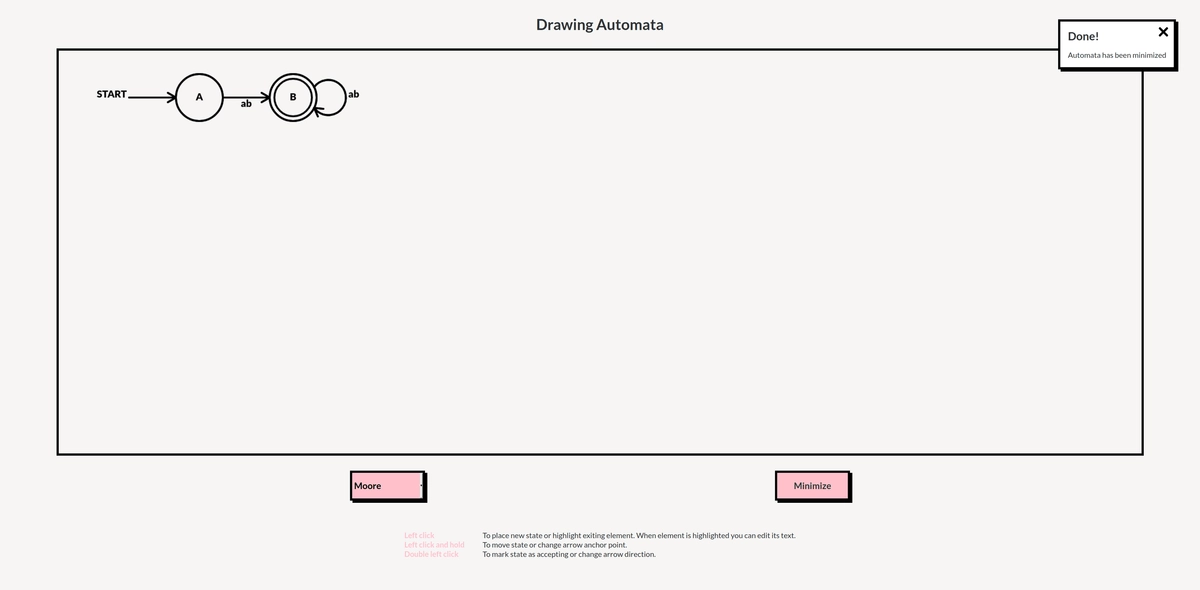 Drawing Automata
Done!
Automata has been minimized
START
A
ab
B
ab
Moore
Minimize
Left click To place new state or highlight exiting element. When element is highlighted you can edit its text.
Left click and hold To move state or change arrow anchor point.
Double left click To mark state as accepting or change arrow direction.